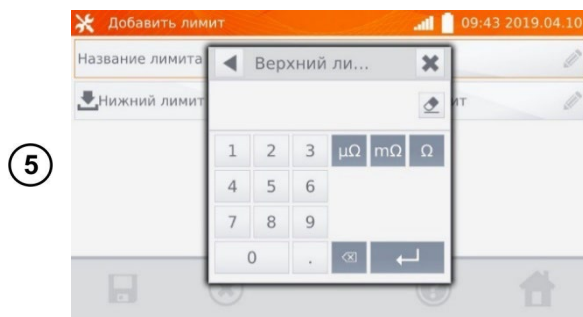 Добавить лимит 09:43 2019.04.10
Название лимита
Верхний ли...
Нижний лимит ит
5
1 2 3 µΩ mΩ Ω
4 5 6
7 8 9
0 .